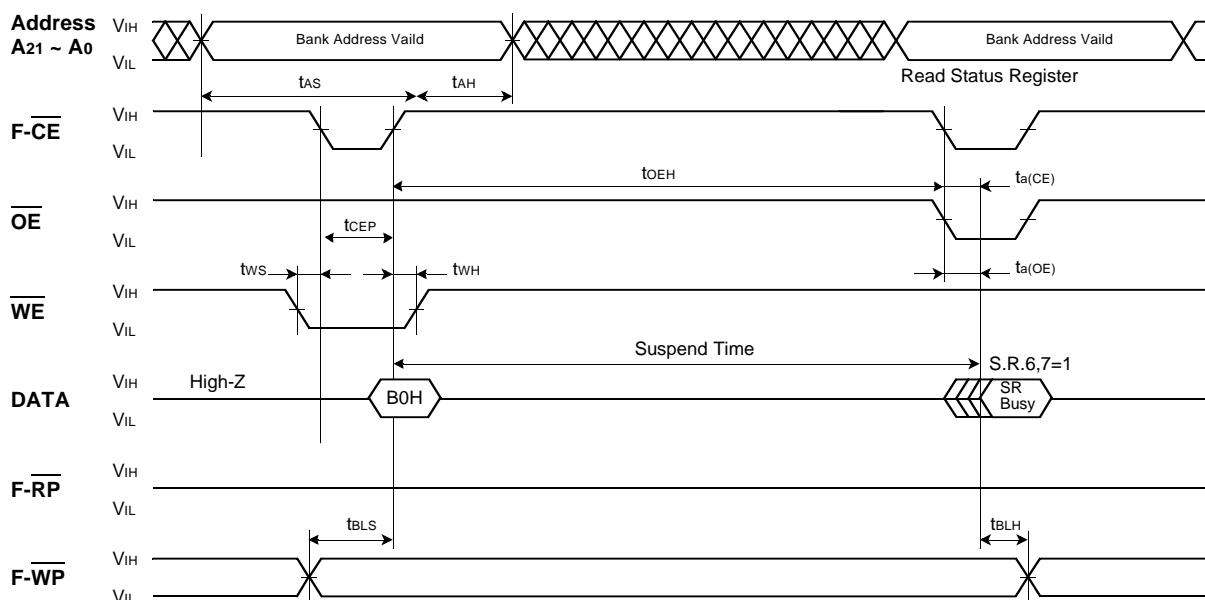 Address
A21 ~ A0
VIH
VIL
Bank Address Vaild
Bank Address Vaild
Read Status Register
tAS
tAH
F-CE
VIH
VIL
tOEH
ta(CE)
OE
VIH
VIL
tCEP
tWS
tWH
ta(OE)
WE
VIH
VIL
Suspend Time
S.R.6,7=1
DATA
VIH
VIL
High-Z
B0H
SR
Busy
F-RP
VIH
VIL
tBLS
tBLH
F-WP
VIH
VIL